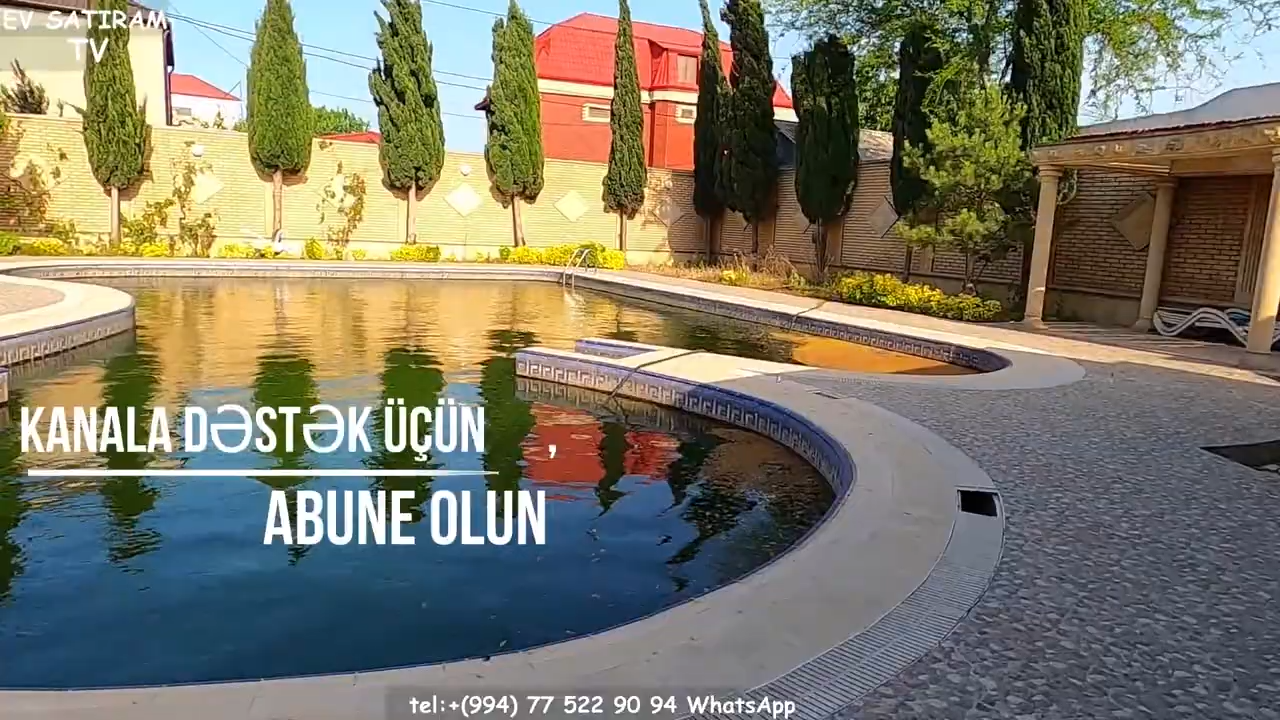 EV SATIRAM
TV
KANALA DƏSTƏK ÜÇÜN ,
ABUNE OLUN
tel:+(994) 77 522 90 94 WhatsApp